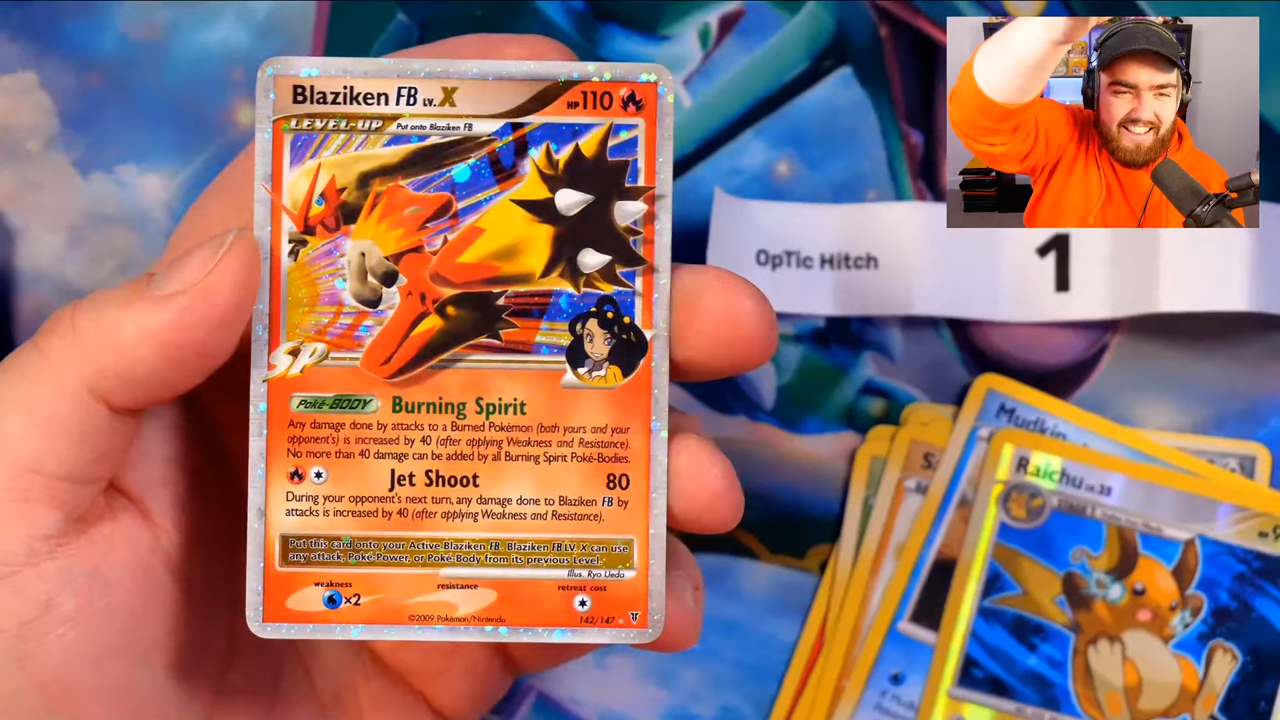 Blaziken FB LV.X HP 110
LEVEL-UP Put onto Blaziken FB
SP
Poké-BODY Burning Spirit
Any damage done by attacks to a Burned Pokémon (both yours and your
opponent's) is increased by 40 (after applying Weakness and Resistance).
No more than 40 damage can be added by all Burning Spirit Poké-Bodies.
Jet Shoot 80
During your opponent's next turn, any damage done to Blaziken FB by
attacks is increased by 40 (after applying Weakness and Resistance).
Put this card onto your Active Blaziken FB. Blaziken FB LV. X can use
any attack, Poké-Power, or Poké-Body from its previous Level.
Illus. Ryo Ueda
weakness resistance retreat cost
×2
©2009 Pokémon/Nintendo 142/147
OpTic Hitch 1
Mudkip
Raichu